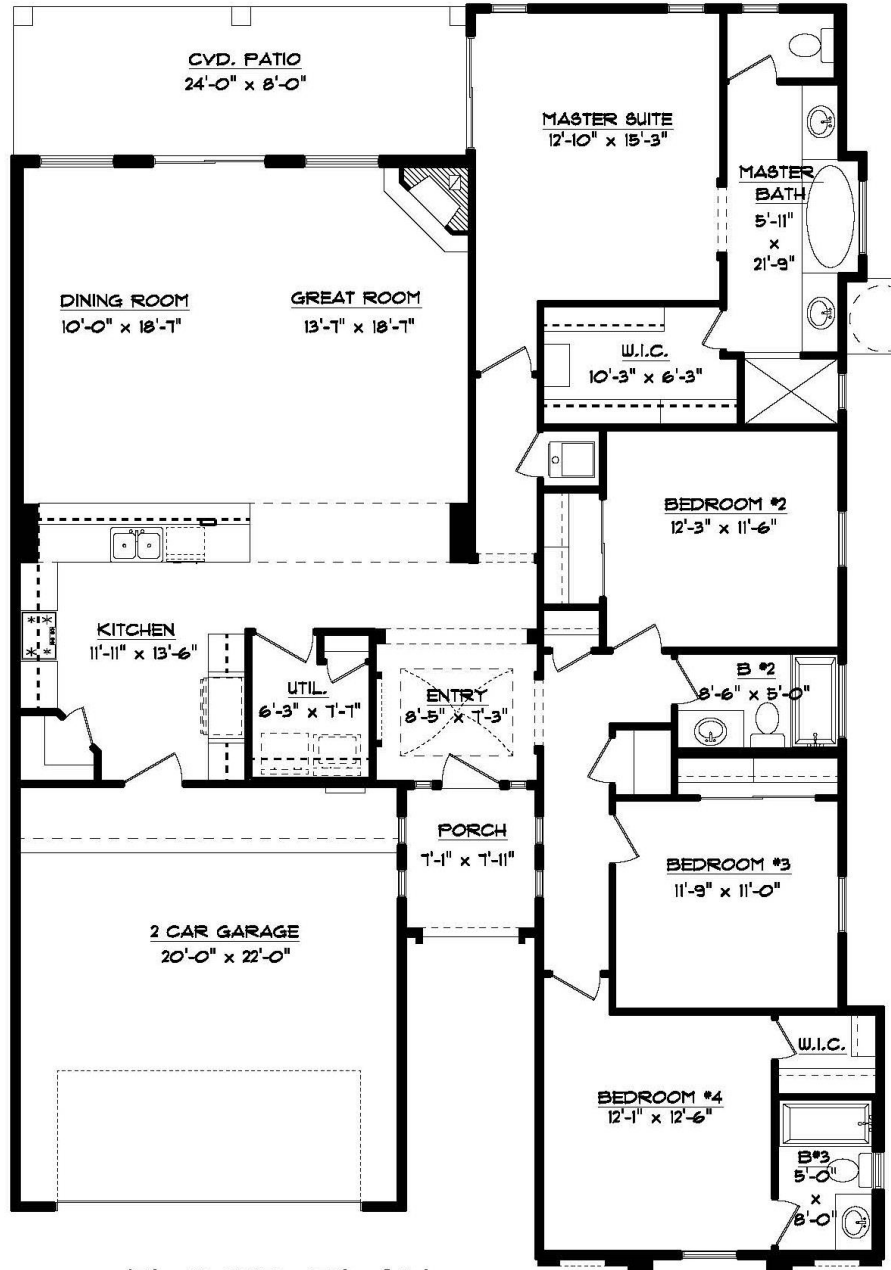 CVD. PATIO
24'-0" x 8'-0"
MASTER SUITE
12'-10" x 15'-3"
MASTER
BATH
5'-11"
x
21'-9"
DINING ROOM
10'-0" x 18'-7"
GREAT ROOM
13'-7" x 18'-7"
W.I.C.
10'-3" x 6'-3"
BEDROOM #2
12'-3" x 11'-6"
KITCHEN
11'-11" x 13'-6"
UTIL.
6'-3" x 7'-7"
ENTRY
8'-5" x 7'-3"
B #2
8'-6" x 5'-0"
PORCH
7'-1" x 7'-11"
BEDROOM #3
11'-9" x 11'-0"
2 CAR GARAGE
20'-0" x 22'-0"
W.I.C.
BEDROOM #4
12'-1" x 12'-6"
B#3
5'-0"
x
8'-0"